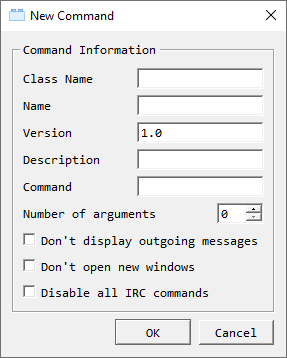 New Command
Command Information
Class Name
Name
Version 1.0
Description
Command
Number of arguments 0
Don't display outgoing messages
Don't open new windows
Disable all IRC commands
OK Cancel